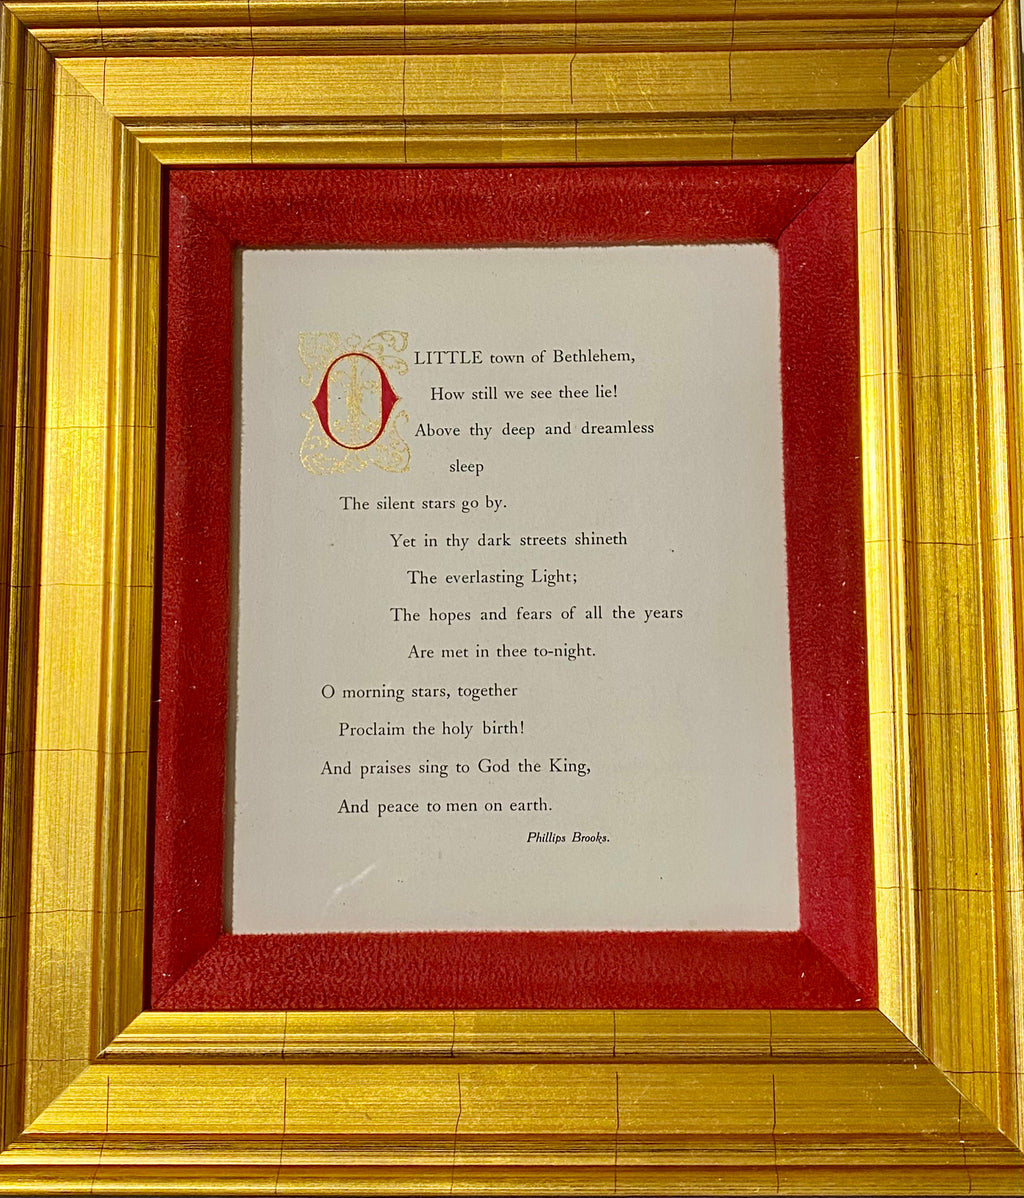 O LITTLE town of Bethlehem,
How still we see thee lie!
Above thy deep and dreamless
sleep
The silent stars go by.
Yet in thy dark streets shineth
The everlasting Light;
The hopes and fears of all the years
Are met in thee to-night.
O morning stars, together
Proclaim the holy birth!
And praises sing to God the King,
And peace to men on earth.
Phillips Brooks.